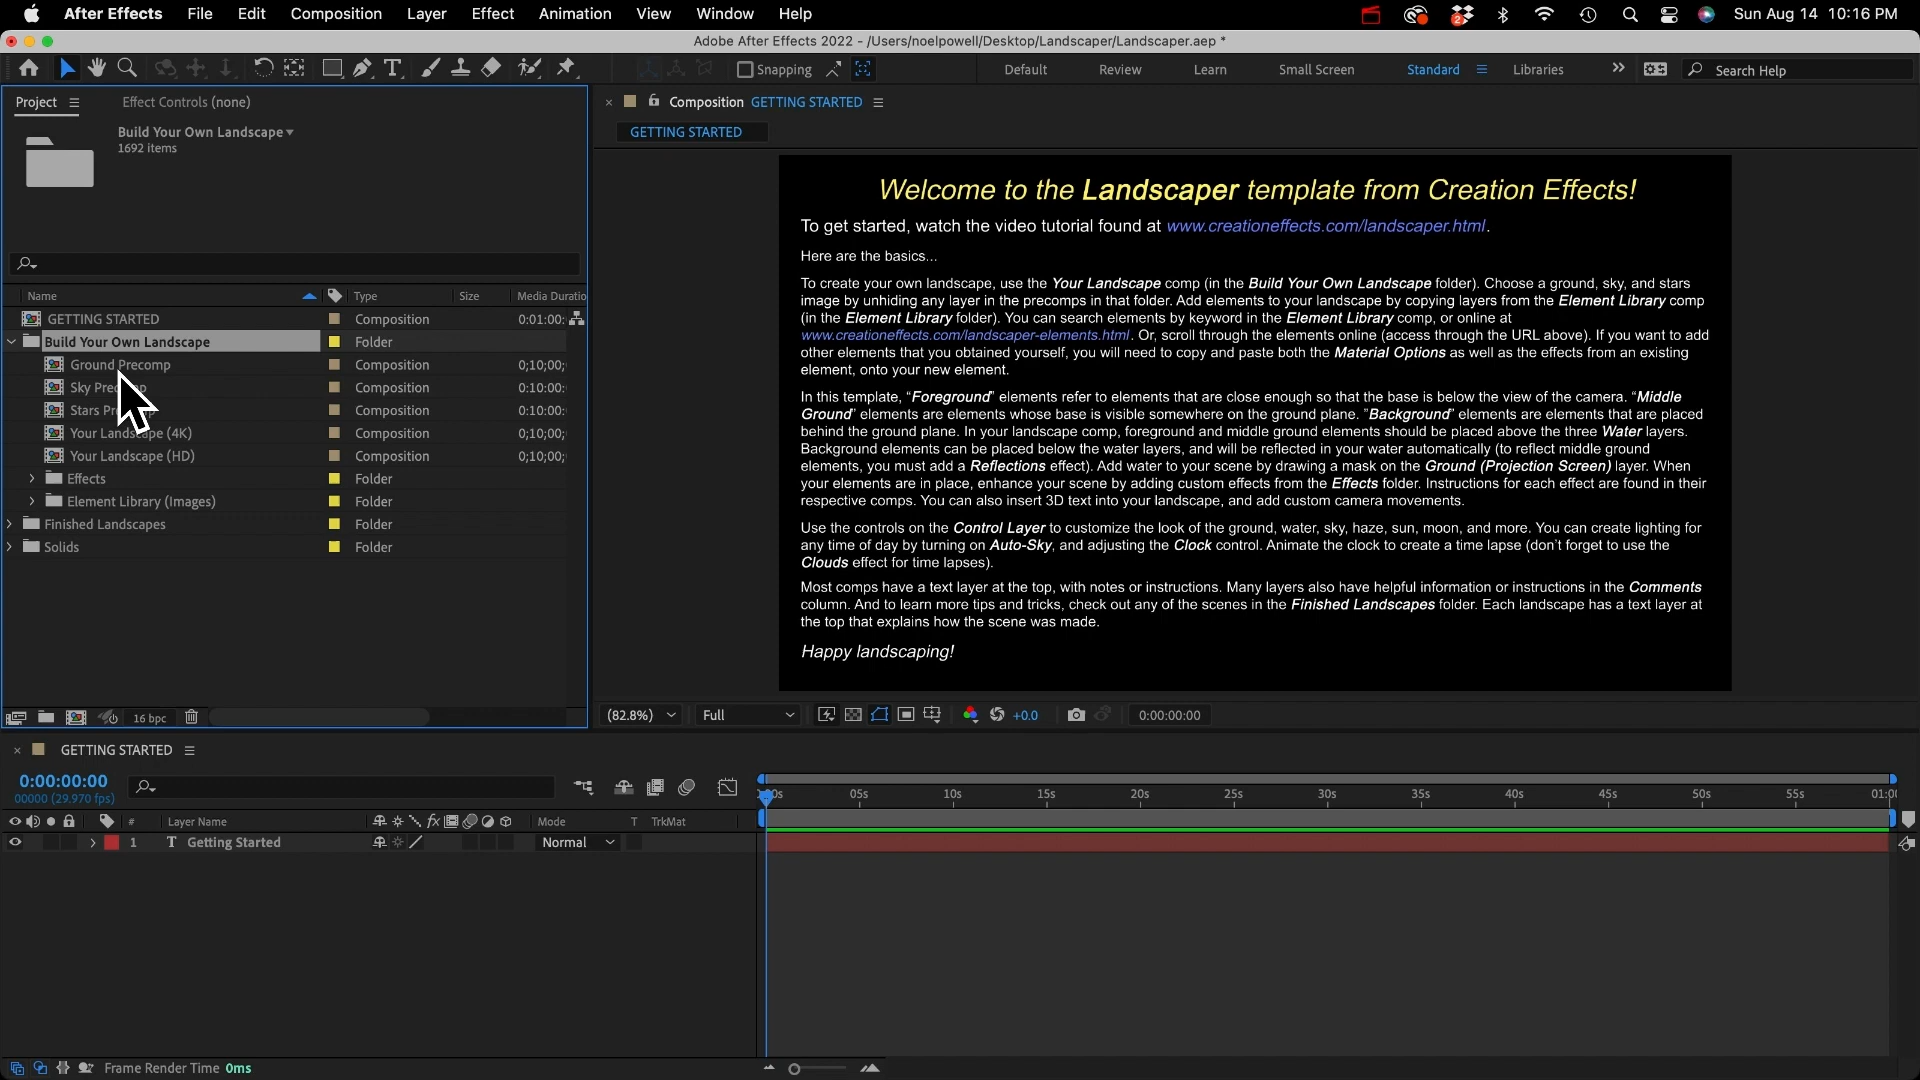 After Effects File Edit Composition Layer Effect Animation View Window Help
2
Sun Aug 14 10:16 PM
Adobe After Effects 2022 - /Users/noelpowell/Desktop/Landscaper/Landscaper.aep *
Snapping
Default Review Learn Small Screen Standard Libraries
Search Help
Project
Effect Controls (none)
Build Your Own Landscape
1692 items
Name Type Size Media Duratio
GETTING STARTED Composition 0:01:00:
Build Your Own Landscape Folder
Ground Precomp Composition 0;10;00;
Sky Composition 0:10:00:
Stars Composition 0:10:00:
Your Landscape (4K) Composition 0;10;00;
Your Landscape (HD) Composition 0;10;00;
Effects Folder
Element Library (Images) Folder
Finished Landscapes Folder
Solids Folder
16 bpc
Composition GETTING STARTED
GETTING STARTED
Welcome to the Landscaper template from Creation Effects!
To get started, watch the video tutorial found at www.creationeffects.com/landscaper.html.
Here are the basics...
To create your own landscape, use the Your Landscape comp (in the Build Your Own Landscape folder). Choose a ground, sky, and stars
image by unhiding any layer in the precomps in that folder. Add elements to your landscape by copying layers from the Element Library comp
(in the Element Library folder). You can search elements by keyword in the Element Library comp, or online at
www.creationeffects.com/landscaper-elements.html. Or, scroll through the elements online (access through the URL above). If you want to add
other elements that you obtained yourself, you will need to copy and paste both the Material Options as well as the effects from an existing
element, onto your new element.
In this template, "Foreground" elements refer to elements that are close enough so that the base is below the view of the camera. "Middle
Ground" elements are elements whose base is visible somewhere on the ground plane. "Background" elements are elements that are placed
behind the ground plane. In your landscape comp, foreground and middle ground elements should be placed above the three Water layers.
Background elements can be placed below the water layers, and will be reflected in your water automatically (to reflect middle ground
elements, you must add a Reflections effect). Add water to your scene by drawing a mask on the Ground (Projection Screen) layer. When
your elements are in place, enhance your scene by adding custom effects from the Effects folder. Instructions for each effect are found in their
respective comps. You can also insert 3D text into your landscape, and add custom camera movements.
Use the controls on the Control Layer to customize the look of the ground, water, sky, haze, sun, moon, and more. You can create lighting for
any time of day by turning on Auto-Sky, and adjusting the Clock control. Animate the clock to create a time lapse (don't forget to use the
Clouds effect for time lapses).
Most comps have a text layer at the top, with notes or instructions. Many layers also have helpful information or instructions in the Comments
column. And to learn more tips and tricks, check out any of the scenes in the Finished Landscapes folder. Each landscape has a text layer at
the top that explains how the scene was made.
Happy landscaping!
(82.8%) Full +0.0 0:00:00:00
GETTING STARTED
0:00:00:00
00000 (29.970 fps)
05s 10s 15s 20s 25s 30s 35s 40s 45s 50s 55s
# Layer Name Mode T TrkMat
1 T Getting Started Normal
Frame Render Time 0ms